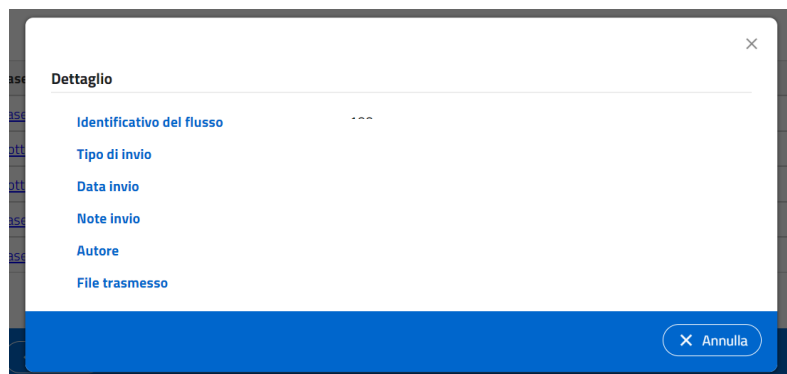 Dettaglio
Identificativo del flusso
Tipo di invio
Data invio
Note invio
Autore
File trasmesso
Annulla